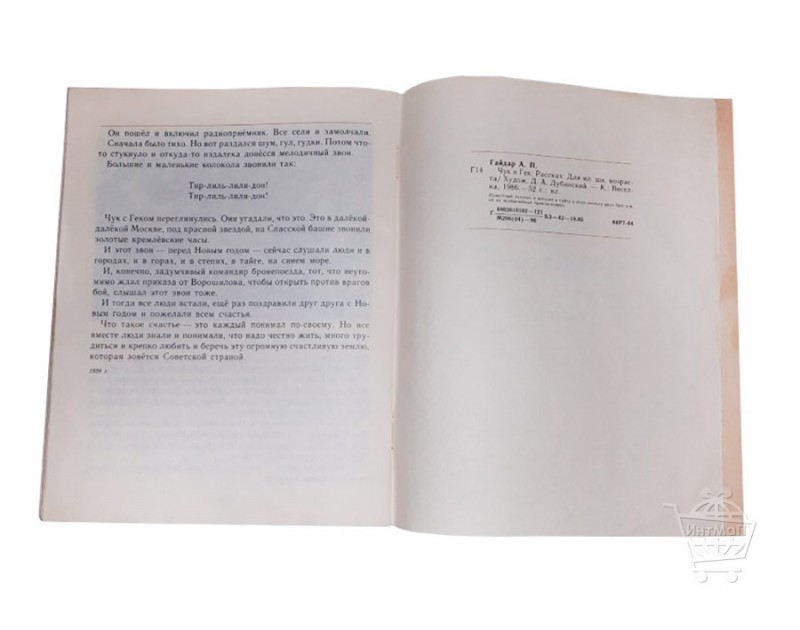 Он пошёл и включил радиоприёмник. Все сели и замолчали.
Сначала было тихо. Но вот раздался шум, гул, гудки. Потом что-
то стукнуло и откуда-то издалека донёсся мелодичный звон.
Большие и маленькие колокола звонили так:
Тир-лиль-лили-дон!
Тир-лиль-лили-дон!
Чук с Геком переглянулись. Они угадали, что это. Это в далёкой-
далёкой Москве, под красной звездой, на Спасской башне звонили
золотые кремлёвские часы.
И этот звон — перед Новым годом — сейчас слушали люди и в
городах, и в горах, и в степях, в тайге, на синем море.
И, конечно, задумчивый командир бронепоезда, тот, что неуто-
мимо ждал приказа от Ворошилова, чтобы открыть против врагов
бой, слышал этот звон тоже.
И тогда все люди встали, ещё раз поздравили друг друга с Но-
вым годом и пожелали всем счастья.
Что такое счастье — это каждый понимал по-своему. Но все
вместе люди знали и понимали, что надо честно жить, много тру-
диться и крепко любить и беречь эту огромную счастливую землю,
которая зовётся Советской страной.
1939 г.
Гайдар А. П.
Г14 Чук и Гек: Рассказ: Для мл. шк. возрас-
та/ Худож. Д. А. Дубинский. — К. Весел-
ка, 1986. — 52 с.: ил.
ИнтМоП